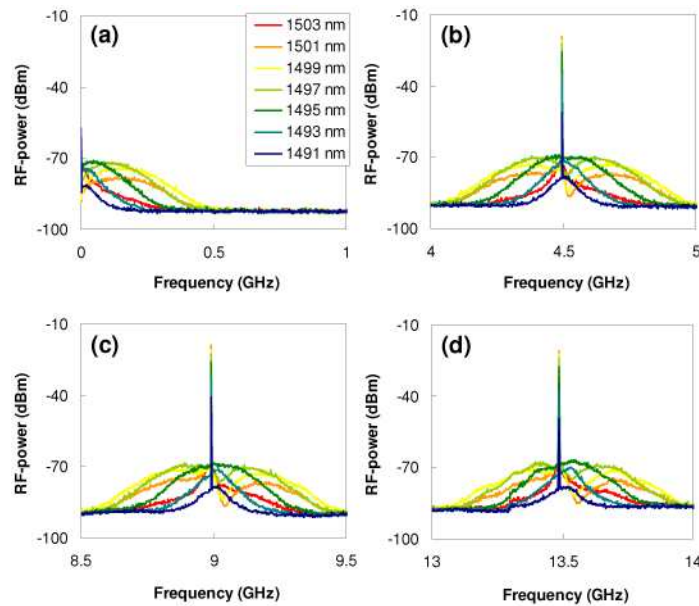 (a)
RF-power (dBm)
-10
-40
-70
-100
0
0.5
1
Frequency (GHz)
1503 nm
1501 nm
1499 nm
1497 nm
1495 nm
1493 nm
1491 nm
(b)
RF-power (dBm)
-10
-40
-70
-100
4
4.5
5
Frequency (GHz)
(c)
RF-power (dBm)
-10
-40
-70
-100
8.5
9
9.5
Frequency (GHz)
(d)
RF-power (dBm)
-10
-40
-70
-100
13
13.5
14
Frequency (GHz)